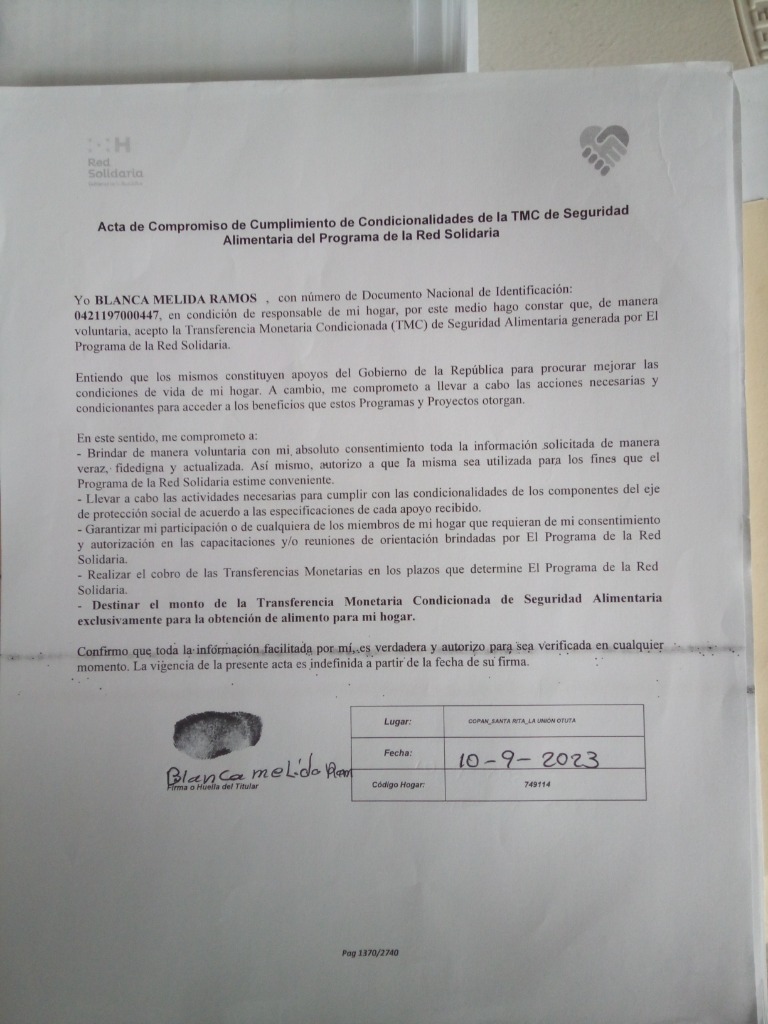 Red
Solidaria
Acta de Compromiso de Cumplimiento de Condicionalidades de la TMC de Seguridad
Alimentaria del Programa de la Red Solidaria
Yo BLANCA MELIDA RAMOS , con número de Documento Nacional de Identificación:
0421197000447, en condición de responsable de mi hogar, por este medio hago constar que, de manera
voluntaria, acepto la Transferencia Monetaria Condicionada (TMC) de Seguridad Alimentaria generada por El
Programa de la Red Solidaria.
Entiendo que los mismos constituyen apoyos del Gobierno de la República para procurar mejorar las
condiciones de vida de mi hogar. A cambio, me comprometo a llevar a cabo las acciones necesarias y
condicionantes para acceder a los beneficios que estos Programas y Proyectos otorgan.
En este sentido, me comprometo a:
- Brindar de manera voluntaria con mi absoluto consentimiento toda la información solicitada de manera
veraz, fidedigna y actualizada. Así mismo, autorizo a que la misma sea utilizada para los fines que el
Programa de la Red Solidaria estime conveniente.
- Llevar a cabo las actividades necesarias para cumplir con las condicionalidades de los componentes del eje
de protección social de acuerdo a las especificaciones de cada apoyo recibido.
- Garantizar mi participación o de cualquiera de los miembros de mi hogar que requieran de mi consentimiento
y autorización en las capacitaciones y/o reuniones de orientación brindadas por El Programa de la Red
Solidaria.
- Realizar el cobro de las Transferencias Monetarias en los plazos que determine El Programa de la Red
Solidaria.
- Destinar el monto de la Transferencia Monetaria Condicionada de Seguridad Alimentaria
exclusivamente para la obtención de alimento para mi hogar.
Confirmo que toda la información facilitada por mí, es verdadera y autorizo para sea verificada en cualquier
momento. La vigencia de la presente acta es indefinida a partir de la fecha de su firma.
Blanca meLida Ram
Firma o Huella del Titular
Lugar: COPAN_SANTA RITA_LA UNION OTUTA
Fecha: 10-9-2023
Código Hogar: 749114
Pag 1370/2740